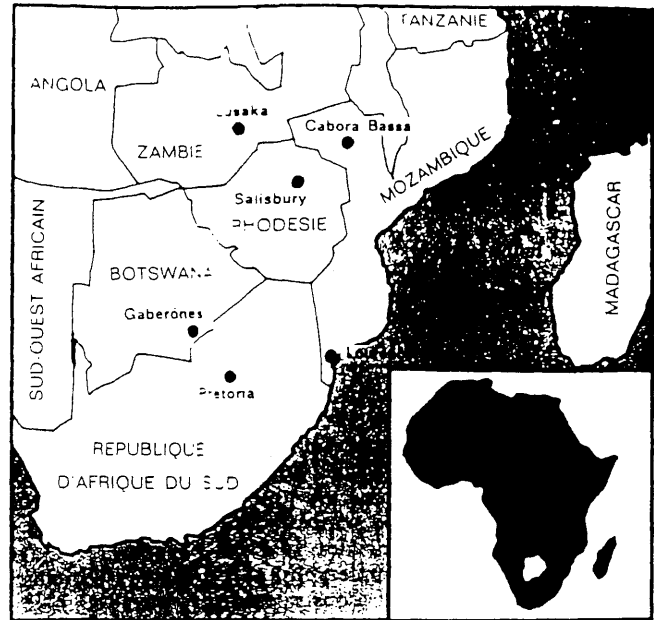 TANZANIE
ANGOLA
Lusaka
Cabora Bassa
ZAMBIE
MOZAMBIQUE
Salisbury
RHODESIE
MADAGASCAR
SUD-OUEST AFRICAIN
BOTSWANA
Gaberónes
Pretoria
REPUBLIQUE
D'AFRIQUE DU SUD